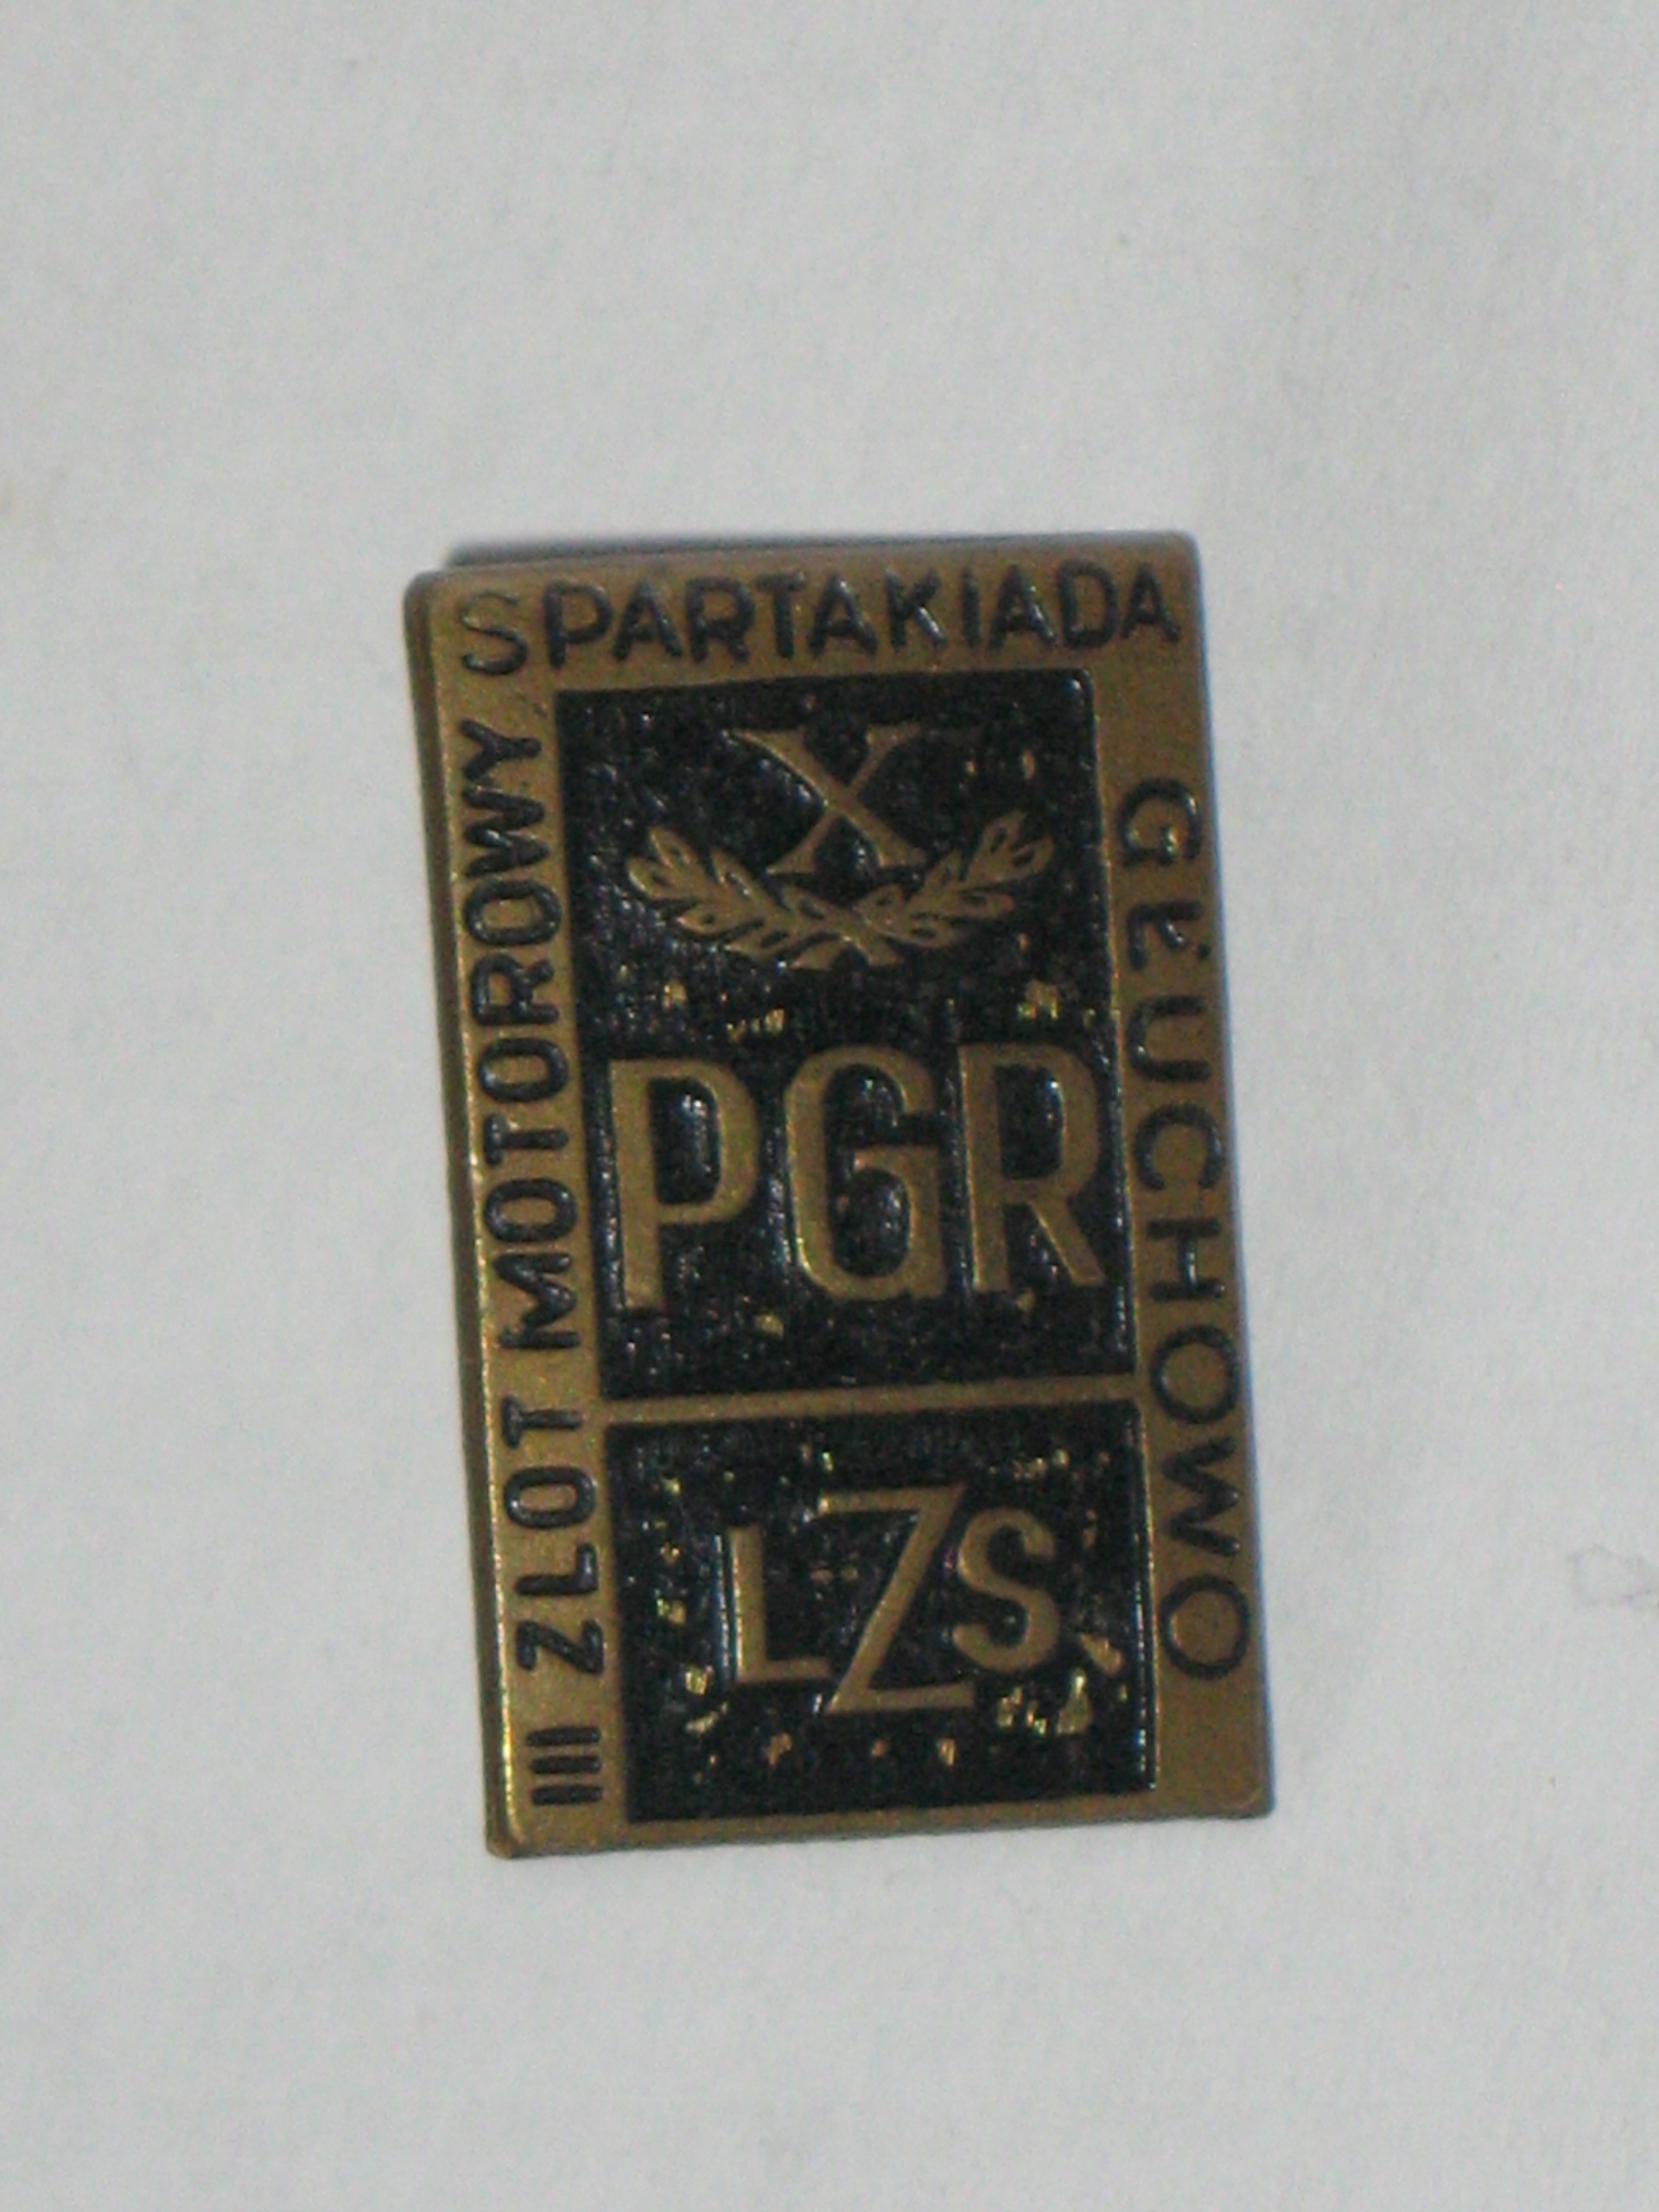 SPARTAKIADA
III ZLOT MOTOROWY
X
PGR
LZS
GŁUCHOWO